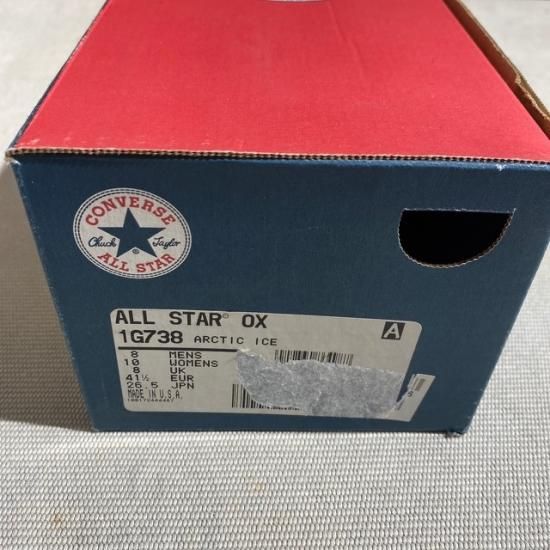 CONVERSE
Chuck Taylor
®
ALL STAR
ALL STAR® OX
1G738 ARCTIC ICE
A
8 MENS
10 WOMENS
8 UK
41½ EUR
26.5 JPN
MADE IN U.S.A.